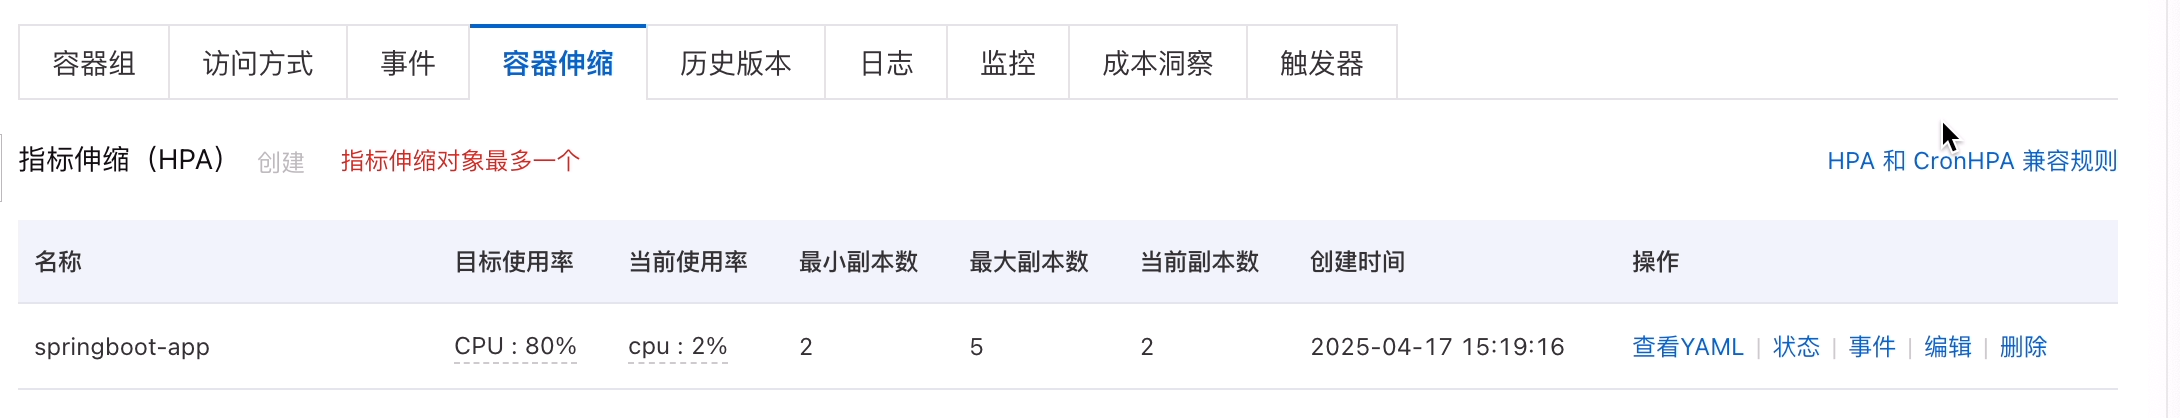 容器组 访问方式 事件 容器伸缩 历史版本 日志 监控 成本洞察 触发器
指标伸缩（HPA） 创建 指标伸缩对象最多一个 HPA 和 CronHPA 兼容规则
名称 目标使用率 当前使用率 最小副本数 最大副本数 当前副本数 创建时间 操作
springboot-app CPU : 80% cpu : 2% 2 5 2 2025-04-17 15:19:16 查看YAML | 状态 | 事件 | 编辑 | 删除